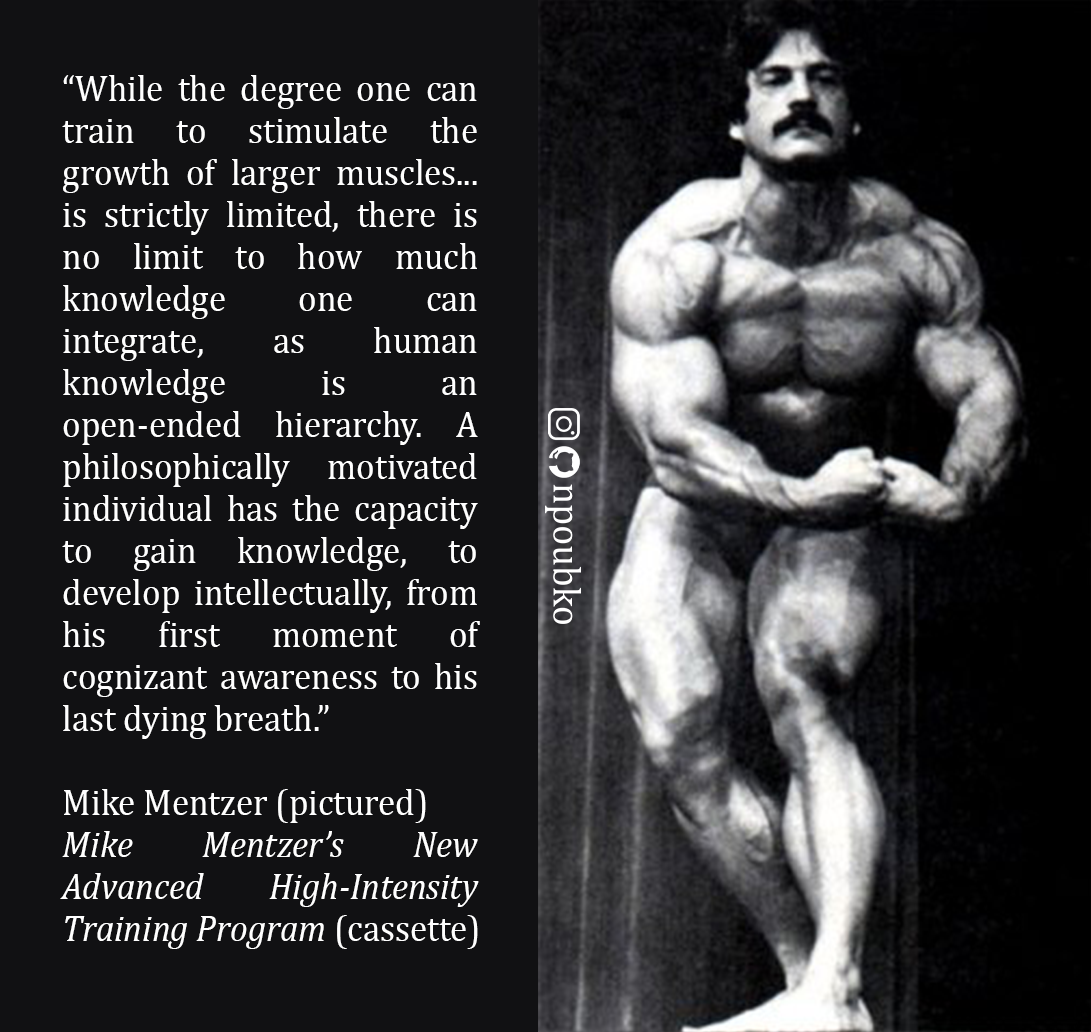 “While the degree one can
train to stimulate the
growth of larger muscles...
is strictly limited, there is
no limit to how much
knowledge one can
integrate, as human
knowledge is an
open-ended hierarchy. A
philosophically motivated
individual has the capacity
to gain knowledge, to
develop intellectually, from
his first moment of
cognizant awareness to his
last dying breath.”
Mike Mentzer (pictured)
Mike Mentzer’s New
Advanced High-Intensity
Training Program (cassette)
npoubko